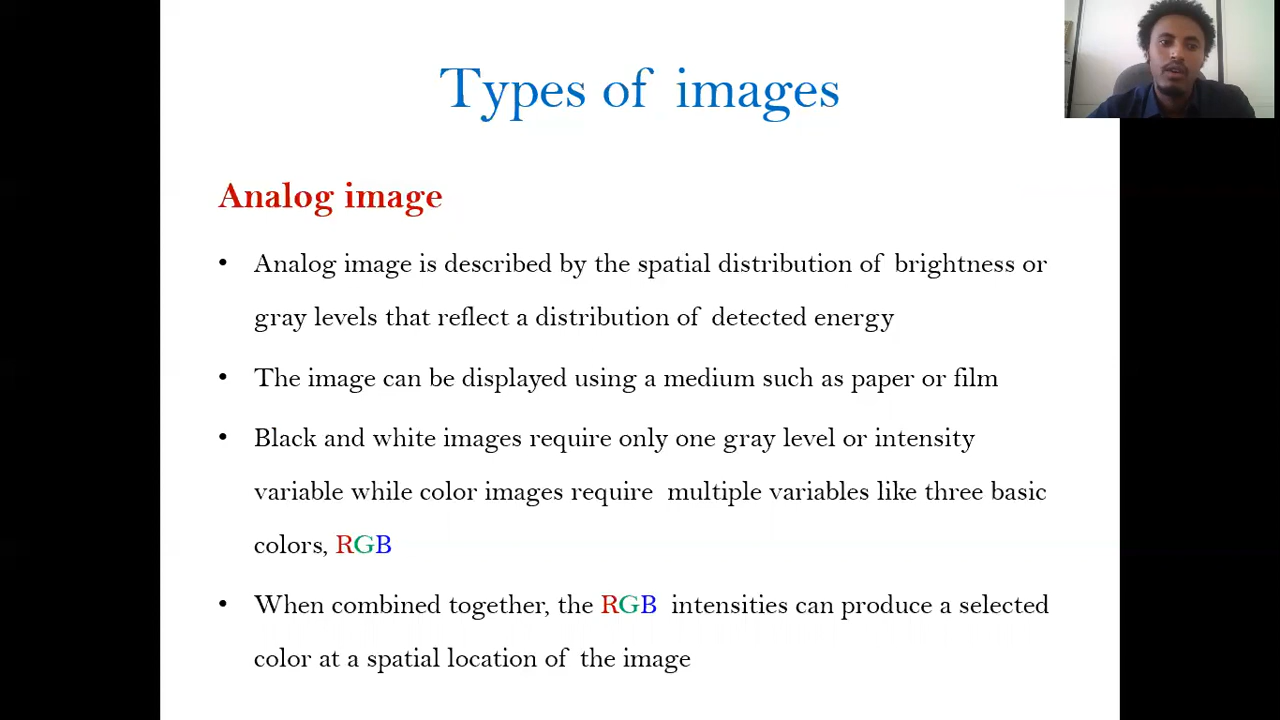 Types of images
Analog image
• Analog image is described by the spatial distribution of brightness or
gray levels that reflect a distribution of detected energy
• The image can be displayed using a medium such as paper or film
• Black and white images require only one gray level or intensity
variable while color images require multiple variables like three basic
colors, RGB
• When combined together, the RGB intensities can produce a selected
color at a spatial location of the image